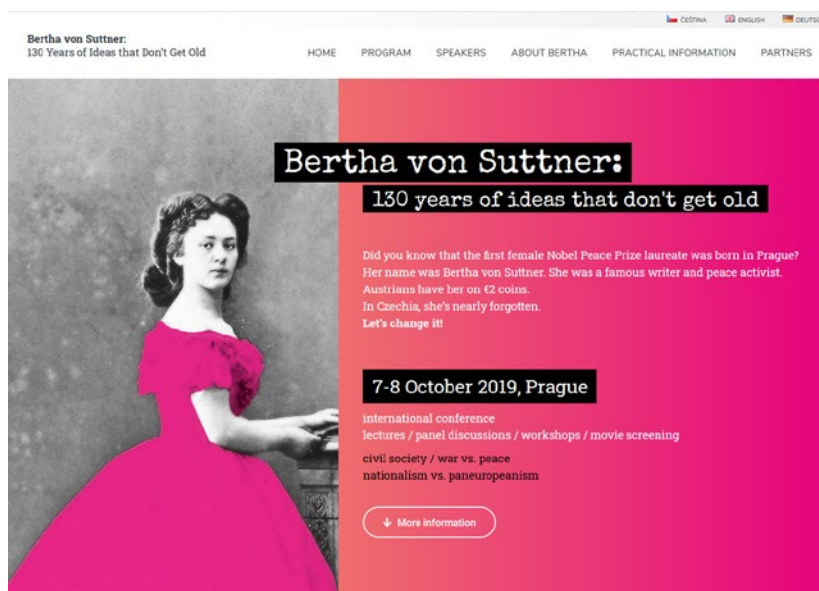 ČEŠTINA ENGLISH DEUTSC
Bertha von Suttner:
130 Years of Ideas that Don't Get Old
HOME PROGRAM SPEAKERS ABOUT BERTHA PRACTICAL INFORMATION PARTNERS
Bertha von Suttner:
130 years of ideas that don't get old
Did you know that the first female Nobel Peace Prize laureate was born in Prague?
Her name was Bertha von Suttner. She was a famous writer and peace activist.
Austrians have her on €2 coins.
In Czechia, she's nearly forgotten.
Let's change it!
7-8 October 2019, Prague
international conference
lectures / panel discussions / workshops / movie screening
civil society / war vs. peace
nationalism vs. paneuropeanism
More information